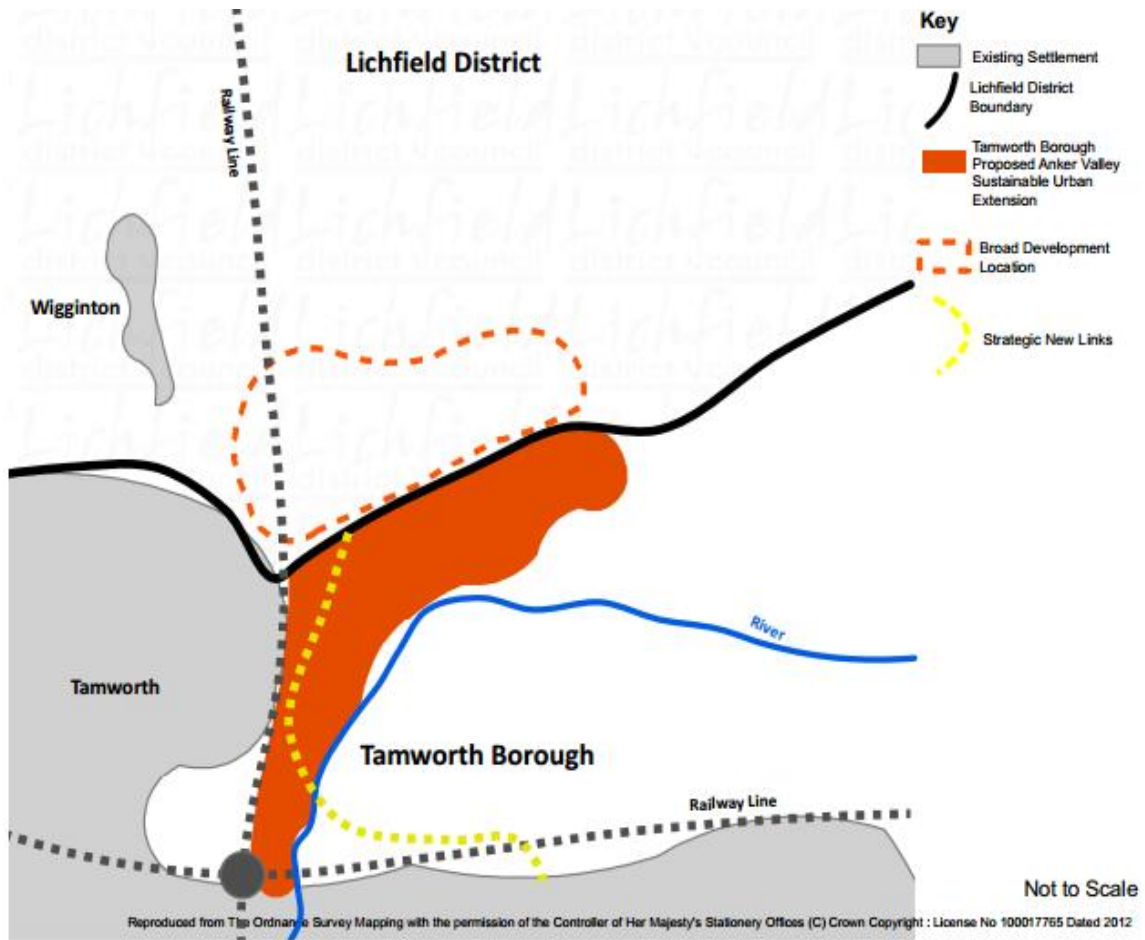 Key
Lichfield District
Existing Settlement
Railway Line
Lichfield District
Boundary
Tamworth Borough
Proposed Anker Valley
Sustainable Urban
Extension
Broad Development
Location
Wigginton
Strategic New Links
River
Tamworth
Tamworth Borough
Railway Line
Not to Scale
Reproduced from The Ordnance Survey Mapping with the permission of the Controller of Her Majesty's Stationery Offices (C) Crown Copyright : License No 100017765 Dated 2012
Lichfield
district council